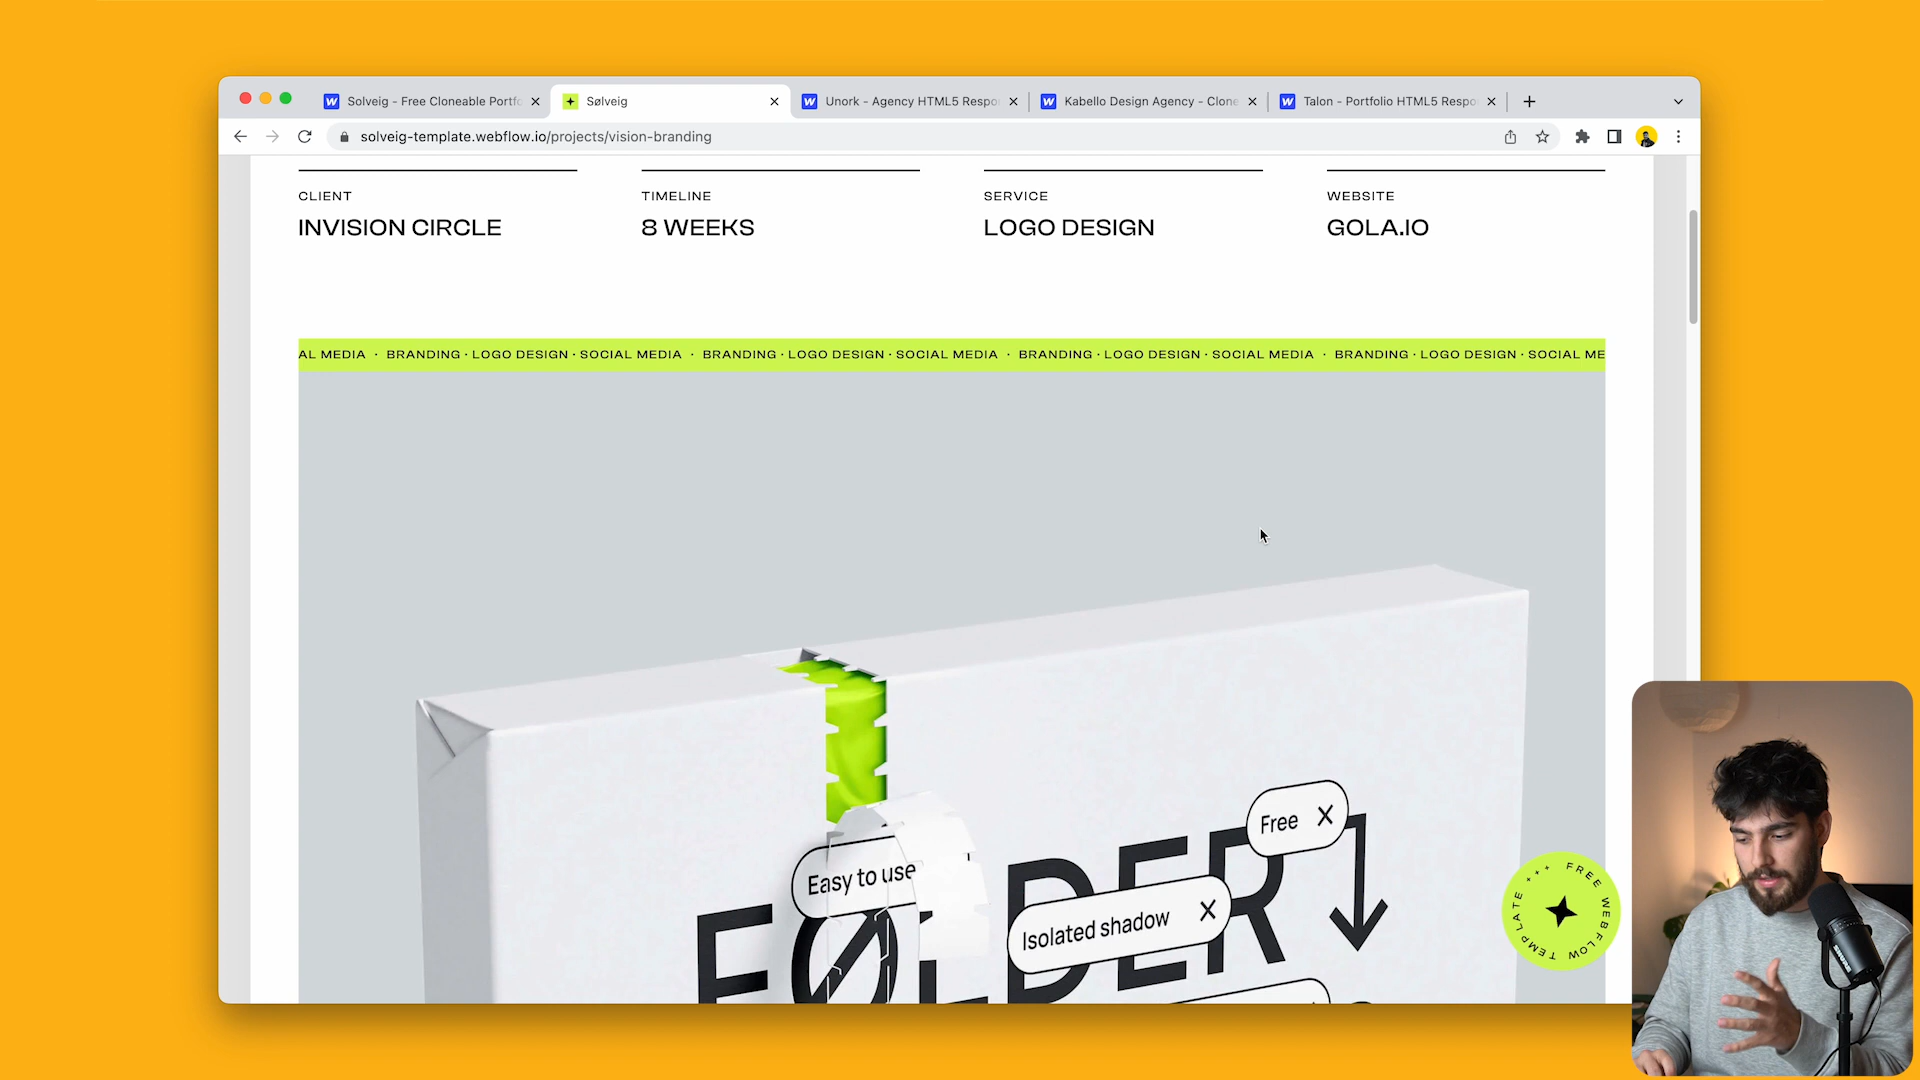 Solveig - Free Cloneable Portfo
Sølveig
Unork - Agency HTML5 Respo
Kabello Design Agency - Clone
Talon - Portfolio HTML5 Respo
solveig-template.webflow.io/projects/vision-branding
CLIENT
TIMELINE
SERVICE
WEBSITE
INVISION CIRCLE
8 WEEKS
LOGO DESIGN
GOLA.IO
AL MEDIA · BRANDING · LOGO DESIGN · SOCIAL MEDIA · BRANDING · LOGO DESIGN · SOCIAL MEDIA · BRANDING · LOGO DESIGN · SOCIAL MEDIA · BRANDING · LOGO DESIGN · SOCIAL ME
Free X
Easy to use
Isolated shadow X
FØLDER
FREE WEBFLOW TEMPLATE +++